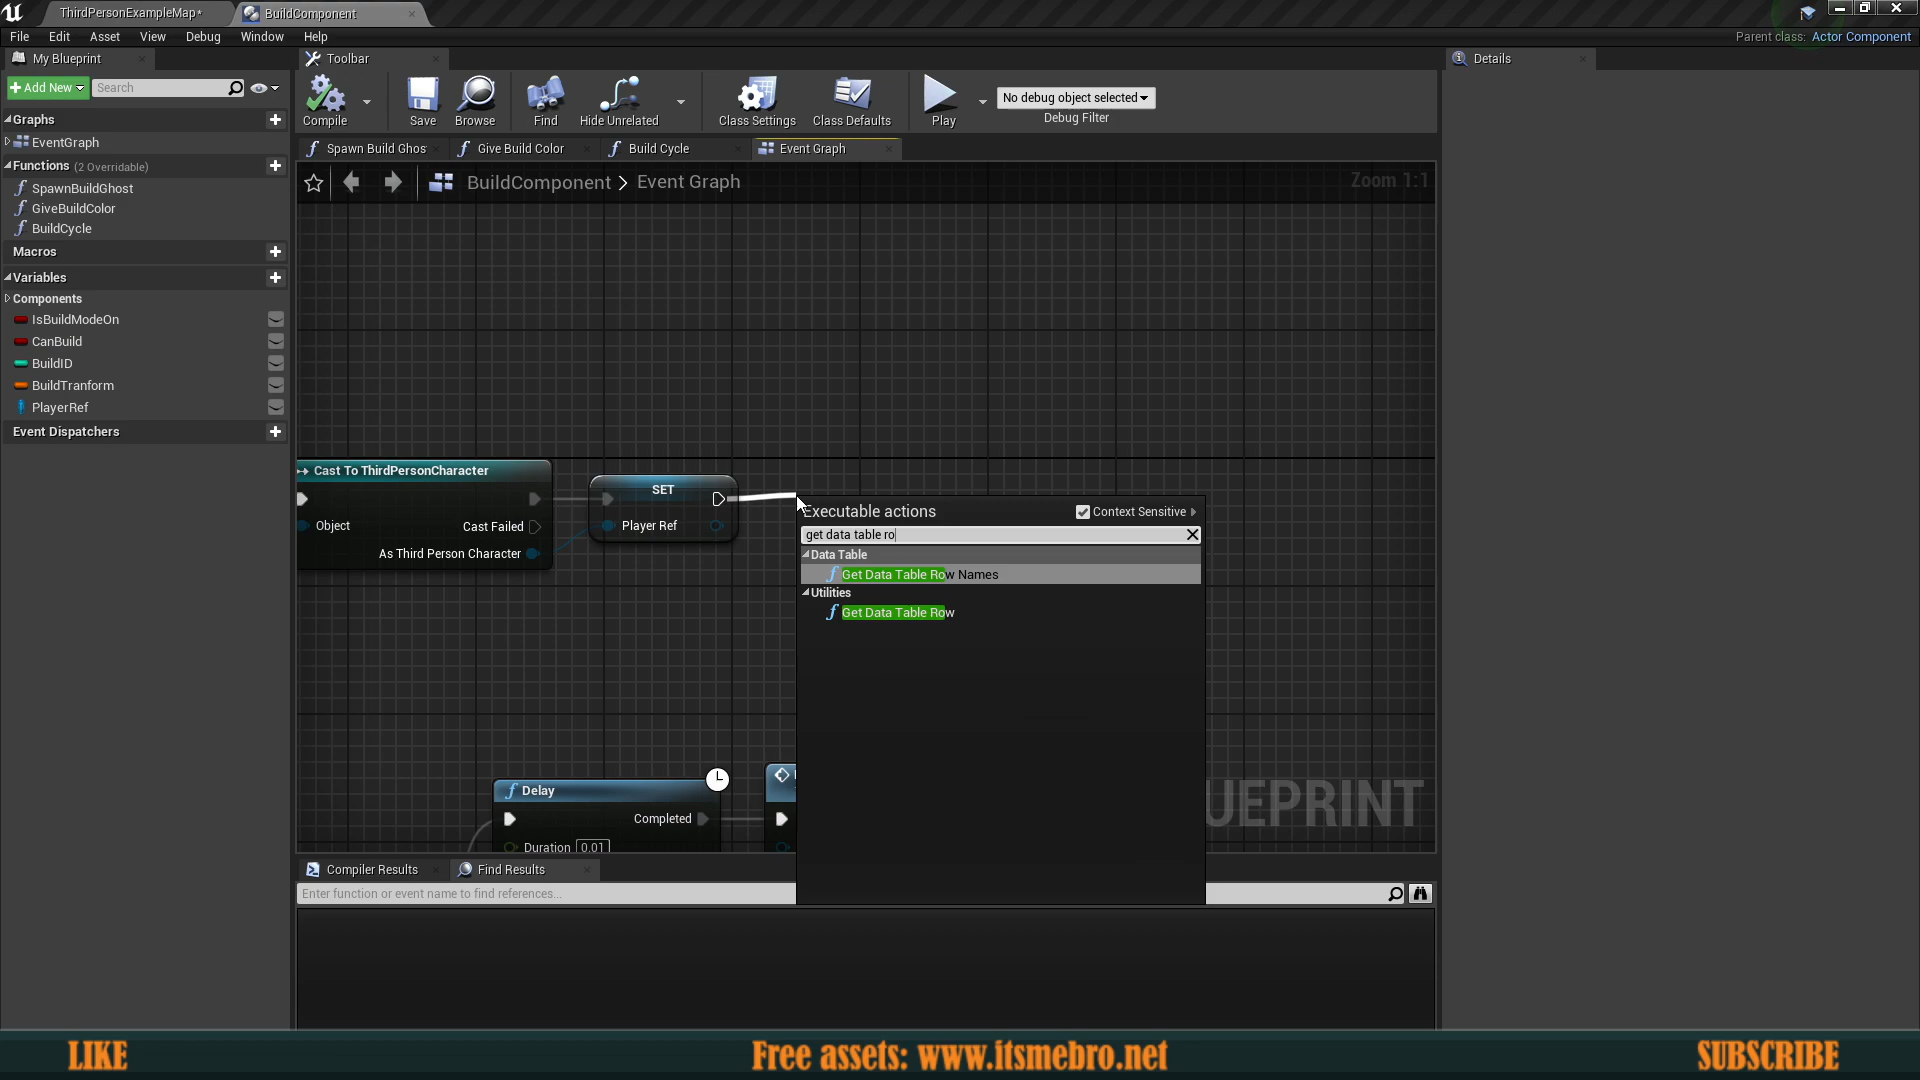 ThirdPersonExampleMap*
BuildComponent
File Edit Asset View Debug Window Help
Parent class: Actor Component
My Blueprint
Toolbar
Details
Add New
Search
Compile
Save
Browse
Find
Hide Unrelated
Class Settings
Class Defaults
Play
No debug object selected
Debug Filter
Graphs
EventGraph
Functions (2 Overridable)
SpawnBuildGhost
GiveBuildColor
BuildCycle
Macros
Variables
Components
IsBuildModeOn
CanBuild
BuildID
BuildTranform
PlayerRef
Event Dispatchers
Spawn Build Ghos
Give Build Color
Build Cycle
Event Graph
BuildComponent > Event Graph
Zoom 1:1
Cast To ThirdPersonCharacter
Object
Cast Failed
As Third Person Character
SET
Player Ref
Executable actions
Context Sensitive
get data table ro
Data Table
Get Data Table Row Names
Utilities
Get Data Table Row
Delay
Completed
Duration 0.01
UEPRINT
Compiler Results
Find Results
Enter function or event name to find references...
LIKE
Free assets: www.itsmebro.net
SUBSCRIBE